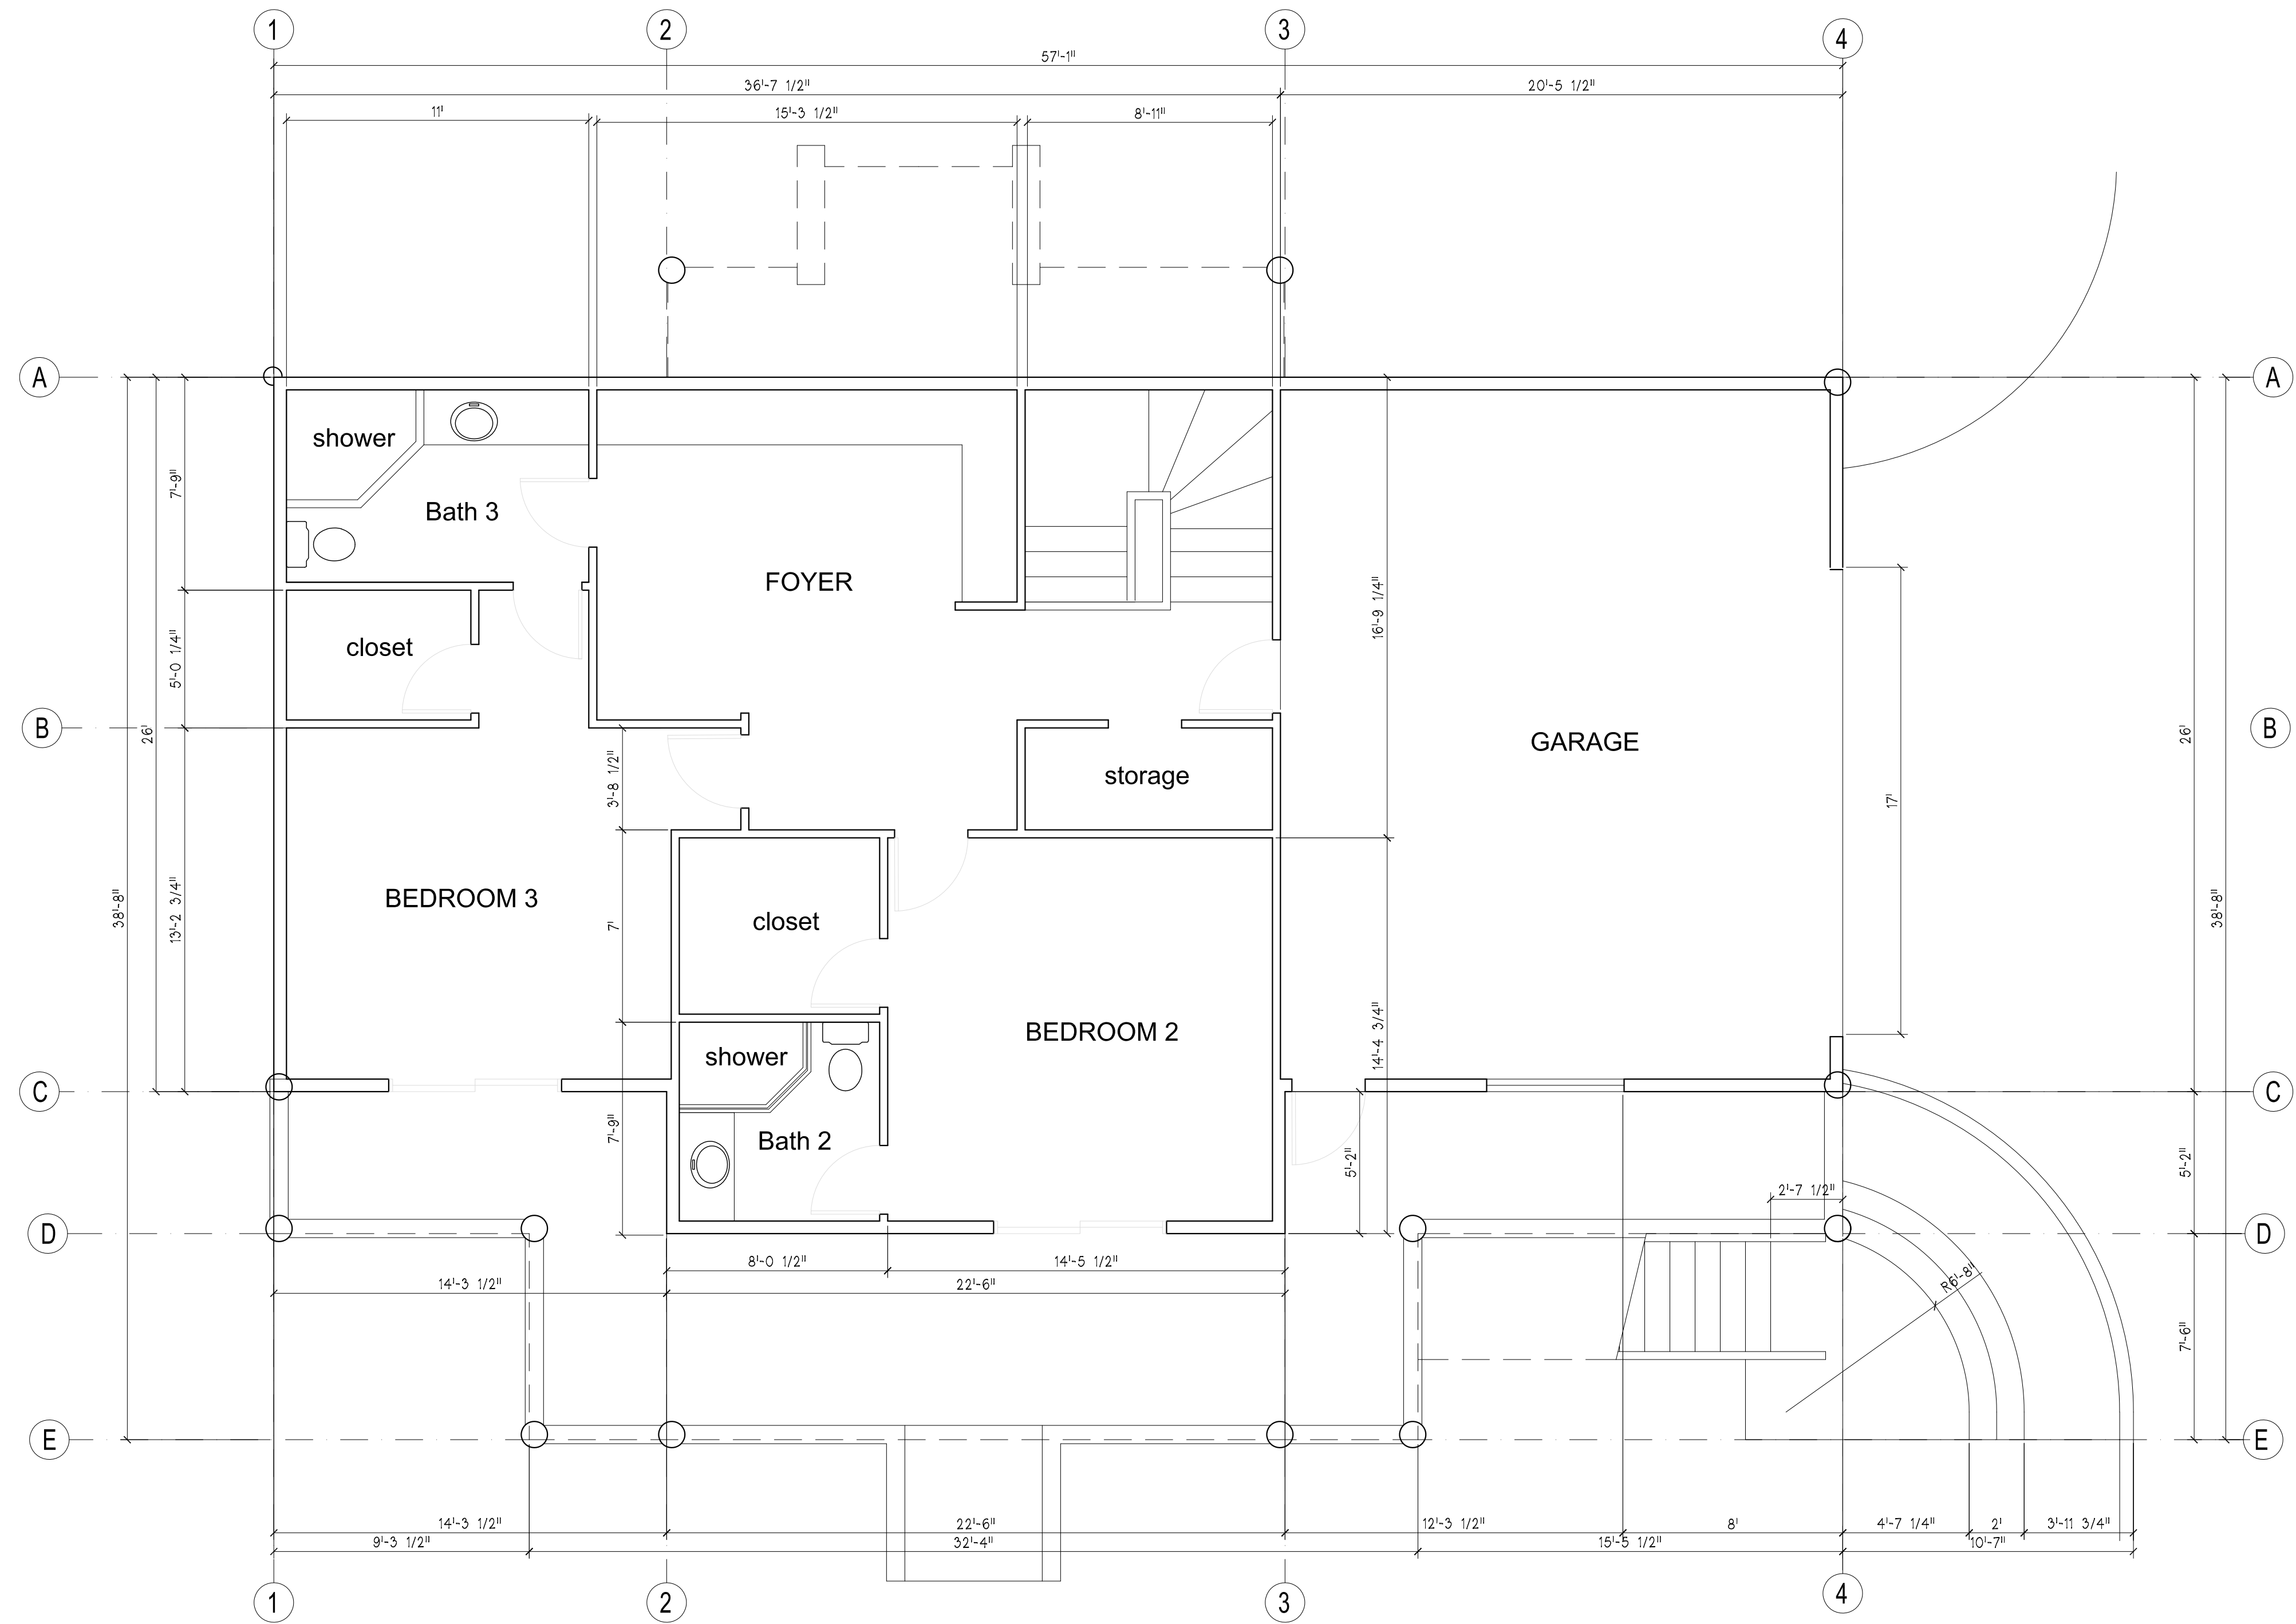 1 2 3 4
57'-1"
36'-7 1/2" 20'-5 1/2"
11' 15'-3 1/2" 8'-11"
A A
shower
Bath 3
7'-9"
FOYER
16'-9 1/4"
closet
5'-0 1/4"
B B
26' 26'
GARAGE
storage
3'-8 1/2"
17'
BEDROOM 3
closet
38'-8" 38'-8"
13'-2 3/4"
7'
BEDROOM 2
14'-4 3/4"
shower
C C
Bath 2
7'-9"
5'-2" 5'-2"
2'-7 1/2"
D D
8'-0 1/2" 14'-5 1/2"
14'-3 1/2" 22'-6"
R6'-8"
7'-6"
E E
14'-3 1/2" 22'-6" 12'-3 1/2" 8' 4'-7 1/4" 2' 3'-11 3/4"
9'-3 1/2" 32'-4" 15'-5 1/2" 10'-7"
1 2 3 4